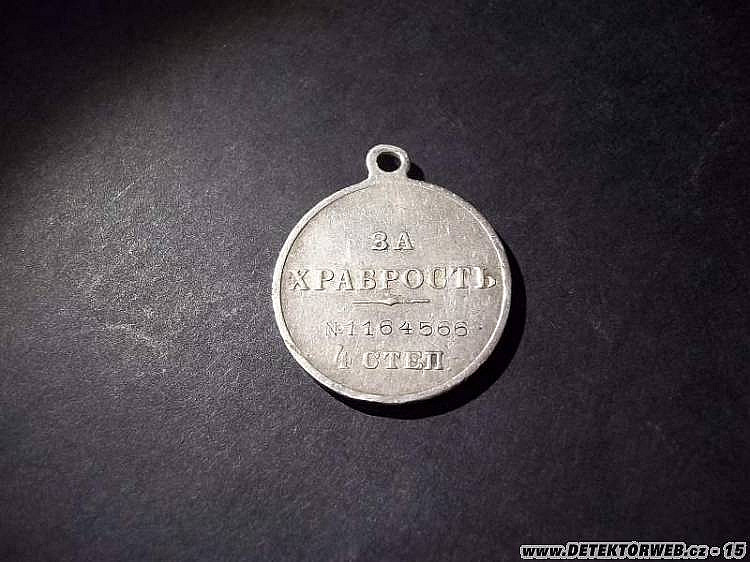 ЗА
ХРАБРОСТЬ
№1164566
4 СТЕП
www.DETEKTORWEB.cz - 15